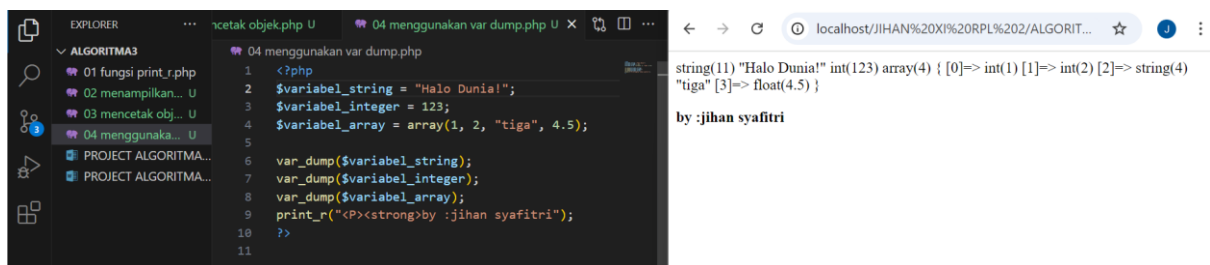 EXPLORER ...
ALGORITMA3
01 fungsi print_r.php
02 menampilkan... U
03 mencetak obj... U
04 menggunaka... U
PROJECT ALGORITMA...
PROJECT ALGORITMA...
3
ncetak objek.php U
04 menggunakan var dump.php U
04 menggunakan var dump.php
1 <?php
2 $variabel_string = "Halo Dunia!";
3 $variabel_integer = 123;
4 $variabel_array = array(1, 2, "tiga", 4.5);
5
6 var_dump($variabel_string);
7 var_dump($variabel_integer);
8 var_dump($variabel_array);
9 print_r("<P><strong>by :jihan syafitri");
10 ?>
11
localhost/JIHAN%20XI%20RPL%202/ALGORIT...
J
string(11) "Halo Dunia!" int(123) array(4) { [0]=> int(1) [1]=> int(2) [2]=> string(4)
"tiga" [3]=> float(4.5) }
by :jihan syafitri